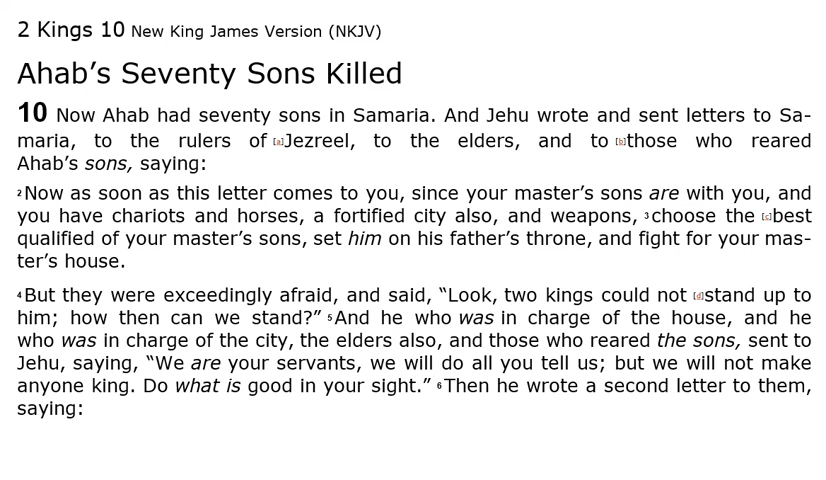 2 Kings 10 New King James Version (NKJV)
Ahab’s Seventy Sons Killed
10 Now Ahab had seventy sons in Samaria. And Jehu wrote and sent letters to Sa-
maria, to the rulers of [a]Jezreel, to the elders, and to [b]those who reared
Ahab’s sons, saying:
2 Now as soon as this letter comes to you, since your master’s sons are with you, and
you have chariots and horses, a fortified city also, and weapons, 3 choose the [c]best
qualified of your master’s sons, set him on his father’s throne, and fight for your mas-
ter’s house.
4 But they were exceedingly afraid, and said, “Look, two kings could not [d]stand up to
him; how then can we stand?” 5 And he who was in charge of the house, and he
who was in charge of the city, the elders also, and those who reared the sons, sent to
Jehu, saying, “We are your servants, we will do all you tell us; but we will not make
anyone king. Do what is good in your sight.” 6 Then he wrote a second letter to them,
saying: